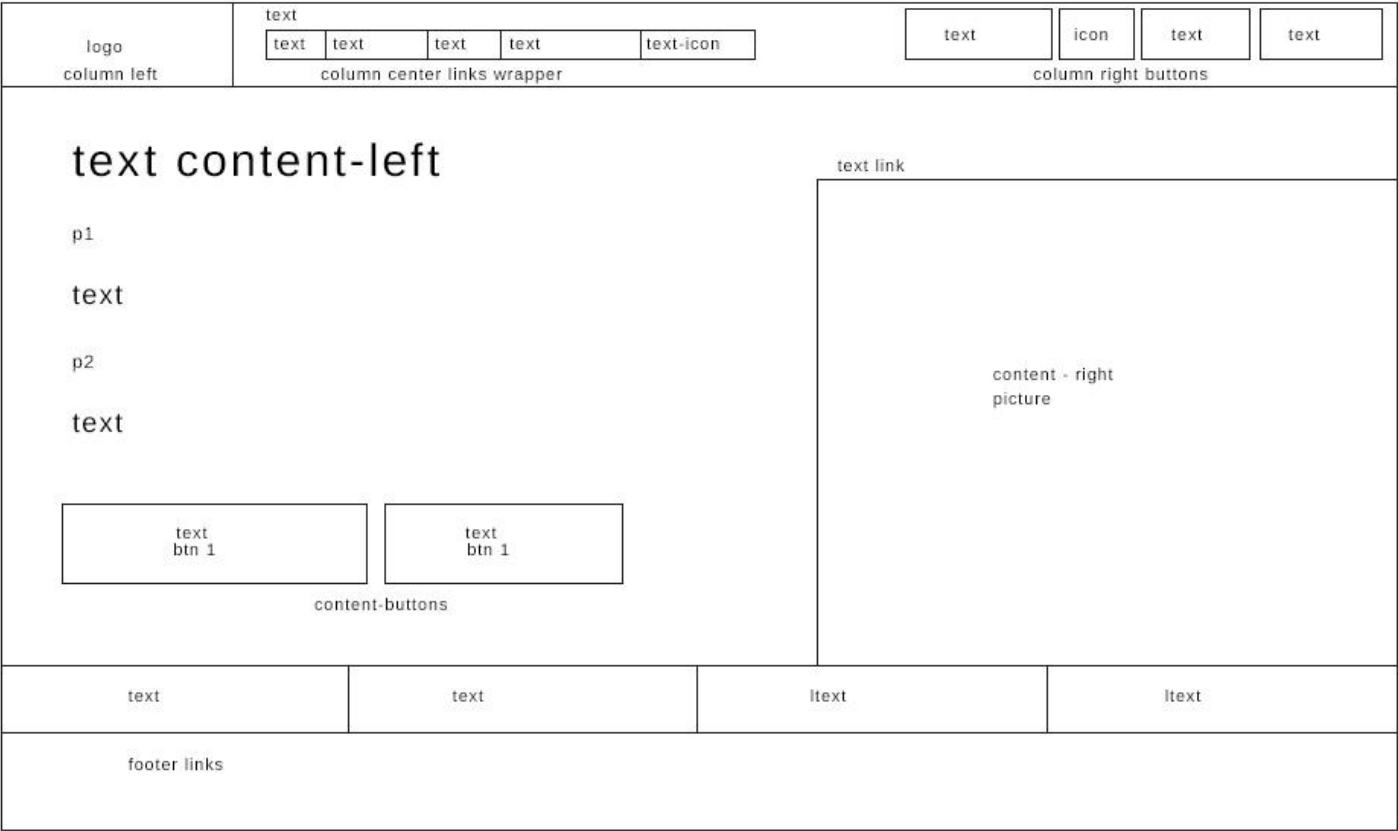 logo
column left
text
text text text text text-icon
column center links wrapper
text icon text text
column right buttons
text content-left
p1
text
p2
text
text
btn 1
text
btn 1
content-buttons
text link
content - right
picture
text text ltext ltext
footer links